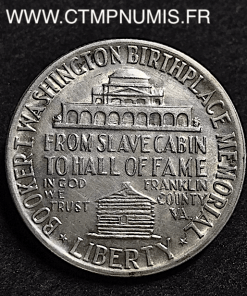 WWW.CTMPNUMIS.FR
BOOKER T. WASHINGTON BIRTHPLACE MEMORIAL
FROM SLAVE CABIN
TO HALL OF FAME
IN GOD FRANKLIN
WE COUNTY
TRUST VA.
★ LIBERTY ★